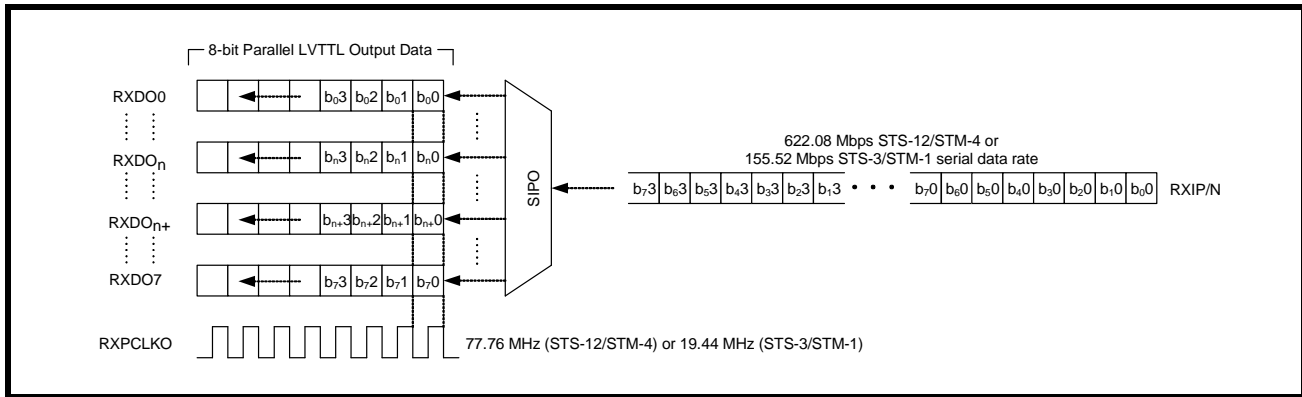 8-bit Parallel LVTTL Output Data
RXDO0
b₀3 b₀2 b₀1 b₀0
RXDOₙ
bₙ3 bₙ2 bₙ1 bₙ0
RXDOₙ₊
bₙ₊3 bₙ₊2 bₙ₊1 bₙ₊0
RXDO7
b₇3 b₇2 b₇1 b₇0
RXPCLKO
77.76 MHz (STS-12/STM-4) or 19.44 MHz (STS-3/STM-1)
SIPO
622.08 Mbps STS-12/STM-4 or
155.52 Mbps STS-3/STM-1 serial data rate
b₇3 b₆3 b₅3 b₄3 b₃3 b₂3 b₁3 b₇0 b₆0 b₅0 b₄0 b₃0 b₂0 b₁0 b₀0 RXIP/N